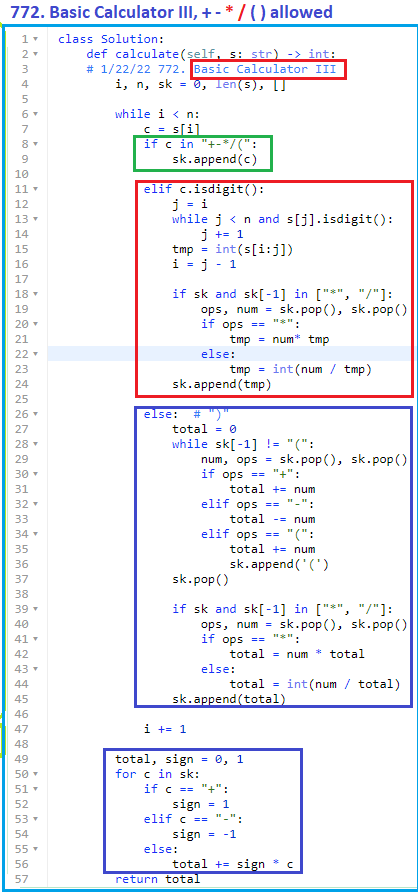 772. Basic Calculator III, + - * / ( ) allowed
1 class Solution:
2     def calculate(self, s: str) -> int:
3     # 1/22/22 772. Basic Calculator III
4         i, n, sk = 0, len(s), []
5
6         while i < n:
7             c = s[i]
8             if c in "+-*/(":
9                 sk.append(c)
10
11             elif c.isdigit():
12                 j = i
13                 while j < n and s[j].isdigit():
14                     j += 1
15                 tmp = int(s[i:j])
16                 i = j - 1
17
18                 if sk and sk[-1] in ["*", "/"]:
19                     ops, num = sk.pop(), sk.pop()
20                     if ops == "*":
21                         tmp = num* tmp
22                     else:
23                         tmp = int(num / tmp)
24                 sk.append(tmp)
25
26             else:  # ")"
27                 total = 0
28                 while sk[-1] != "(":
29                     num, ops = sk.pop(), sk.pop()
30                     if ops == "+":
31                         total += num
32                     elif ops == "-":
33                         total -= num
34                     elif ops == "(":
35                         total += num
36                         sk.append('(')
37                 sk.pop()
38
39                 if sk and sk[-1] in ["*", "/"]:
40                     ops, num = sk.pop(), sk.pop()
41                     if ops == "*":
42                         total = num * total
43                     else:
44                         total = int(num / total)
45                 sk.append(total)
46
47             i += 1
48
49         total, sign = 0, 1
50         for c in sk:
51             if c == "+":
52                 sign = 1
53             elif c == "-":
54                 sign = -1
55             else:
56                 total += sign * c
57         return total